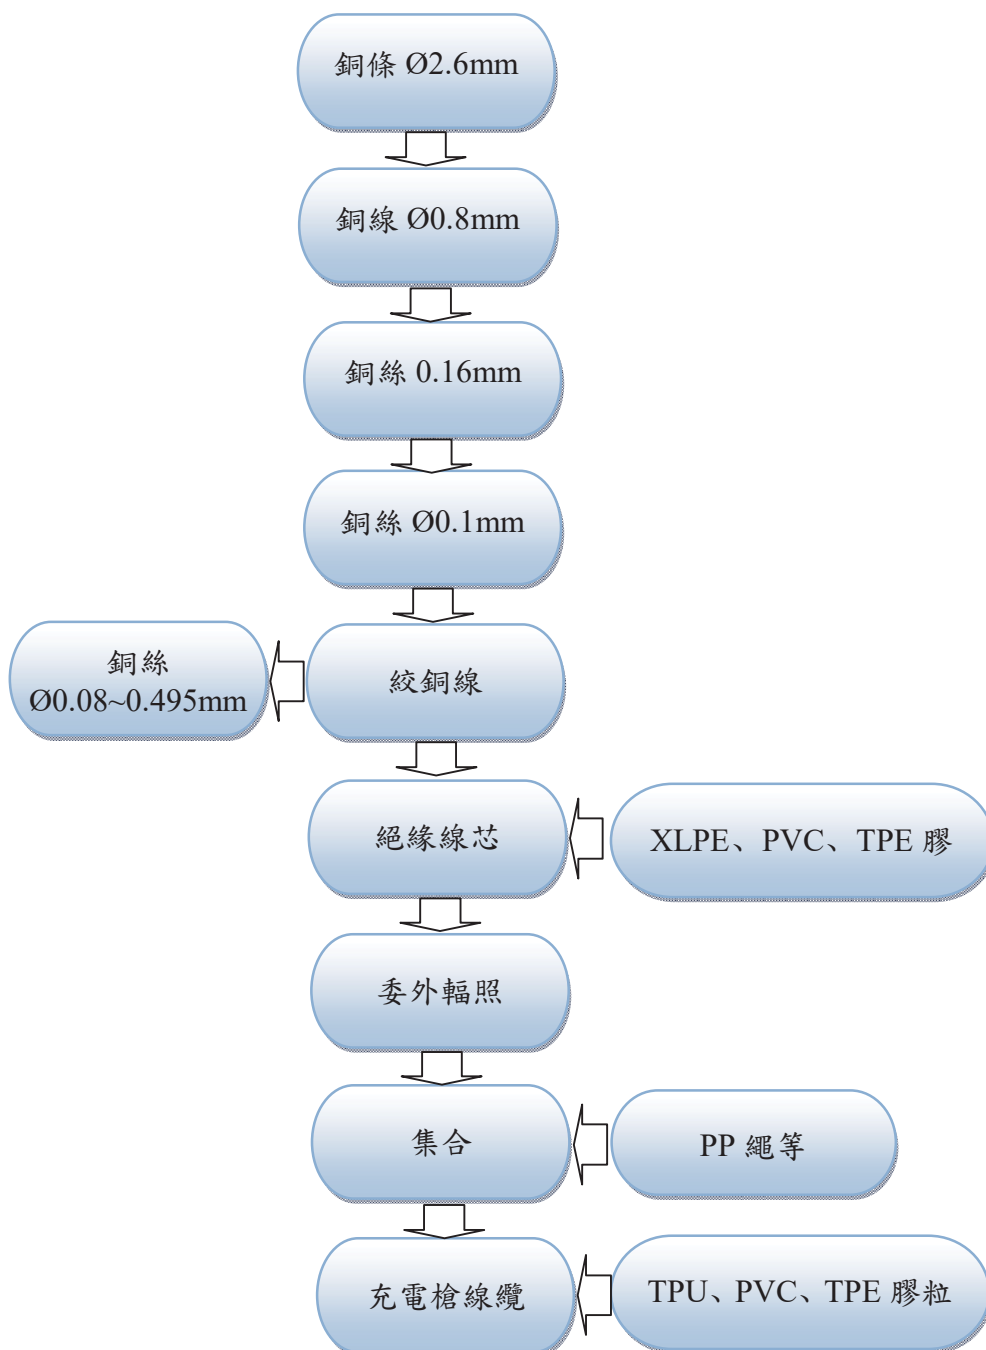 銅條 Ø2.6mm
銅線 Ø0.8mm
銅絲 0.16mm
銅絲 Ø0.1mm
銅絲
Ø0.08~0.495mm
絞銅線
絕緣線芯
XLPE、PVC、TPE 膠
委外輻照
集合
PP 繩等
充電槍線纜
TPU、PVC、TPE 膠粒